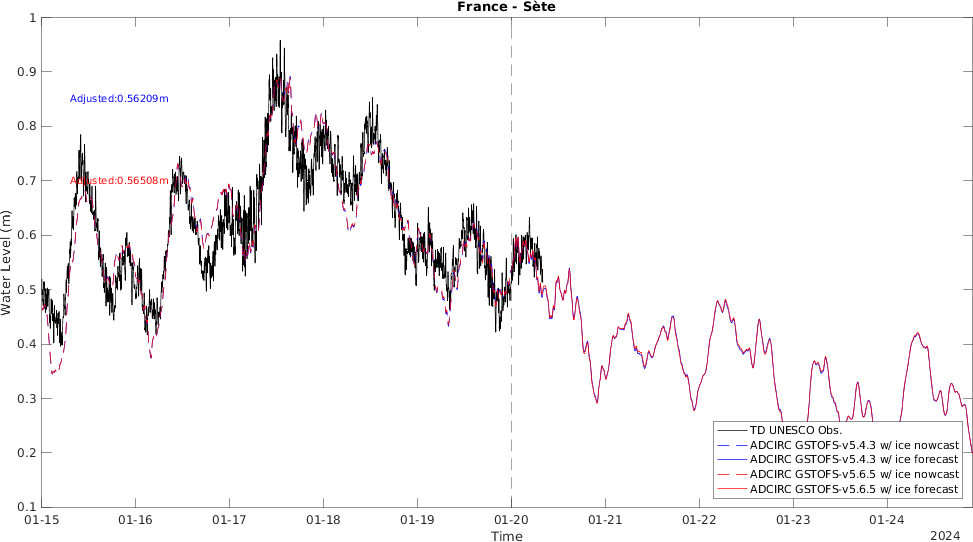 France - Sète
Water Level (m)
1
0.9
0.8
0.7
0.6
0.5
0.4
0.3
0.2
0.1
Adjusted:0.56209m
Adjusted:0.56508m
TD UNESCO Obs.
ADCIRC GSTOFS-v5.4.3 w/ ice nowcast
ADCIRC GSTOFS-v5.4.3 w/ ice forecast
ADCIRC GSTOFS-v5.6.5 w/ ice nowcast
ADCIRC GSTOFS-v5.6.5 w/ ice forecast
01-15 01-16 01-17 01-18 01-19 01-20 01-21 01-22 01-23 01-24
Time
2024